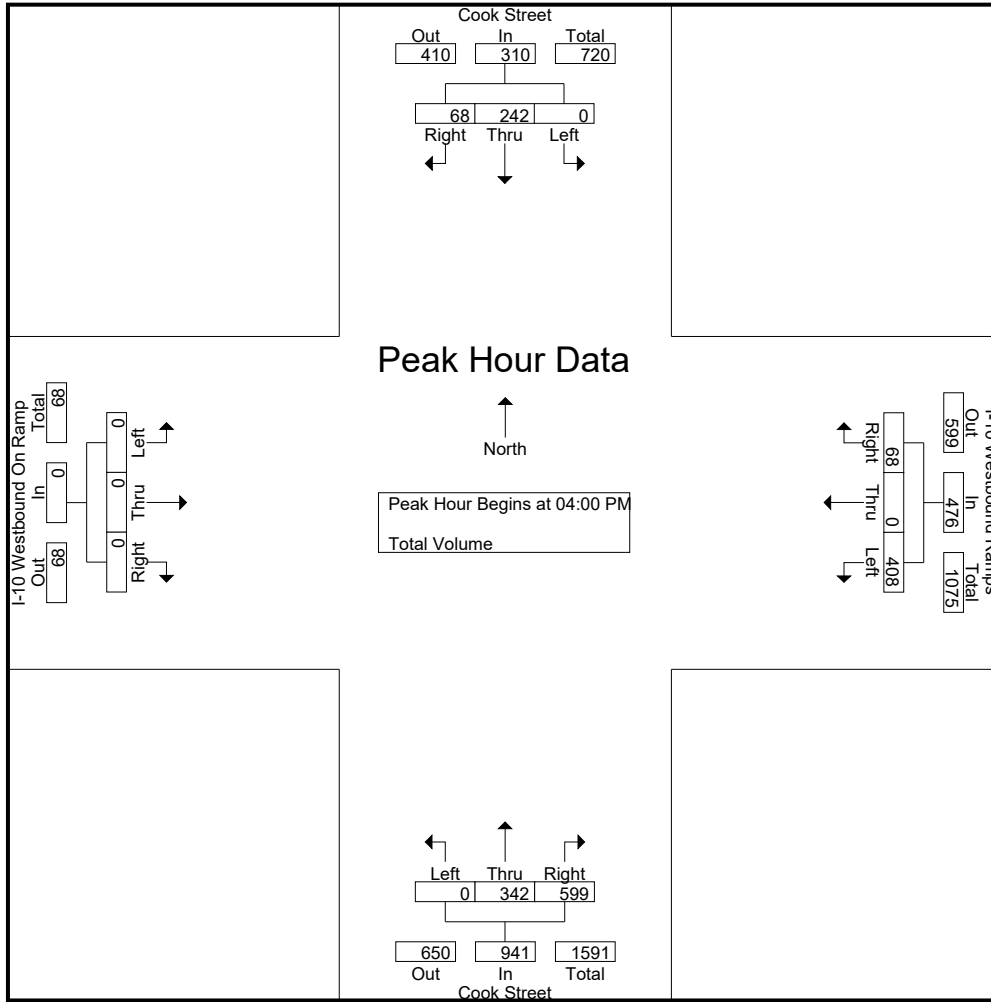 Cook Street
Out In Total
410 310 720
68 242 0
Right Thru Left
Peak Hour Data
North
Peak Hour Begins at 04:00 PM
Total Volume
I-10 Westbound On Ramp
Total In Out
68 0 68
0 0 0
Left Thru Right
I-10 Westbound Ramps
Out In Total
599 476 1075
68 0 408
Right Thru Left
Left Thru Right
0 342 599
650 941 1591
Out In Total
Cook Street